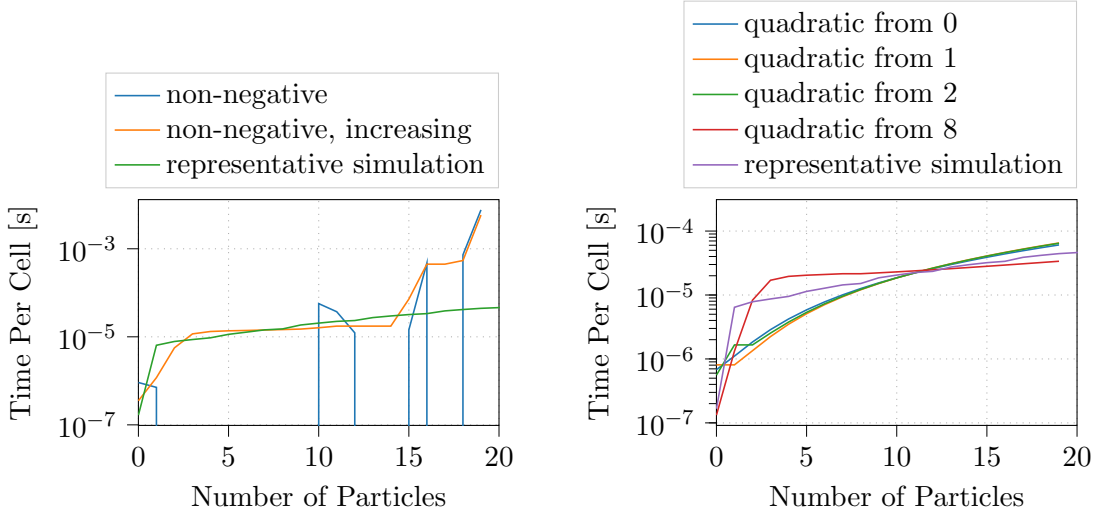 non-negative
non-negative, increasing
representative simulation
Time Per Cell [s]
10⁻³
10⁻⁵
10⁻⁷
0 5 10 15 20
Number of Particles
quadratic from 0
quadratic from 1
quadratic from 2
quadratic from 8
representative simulation
Time Per Cell [s]
10⁻⁴
10⁻⁵
10⁻⁶
10⁻⁷
0 5 10 15 20
Number of Particles